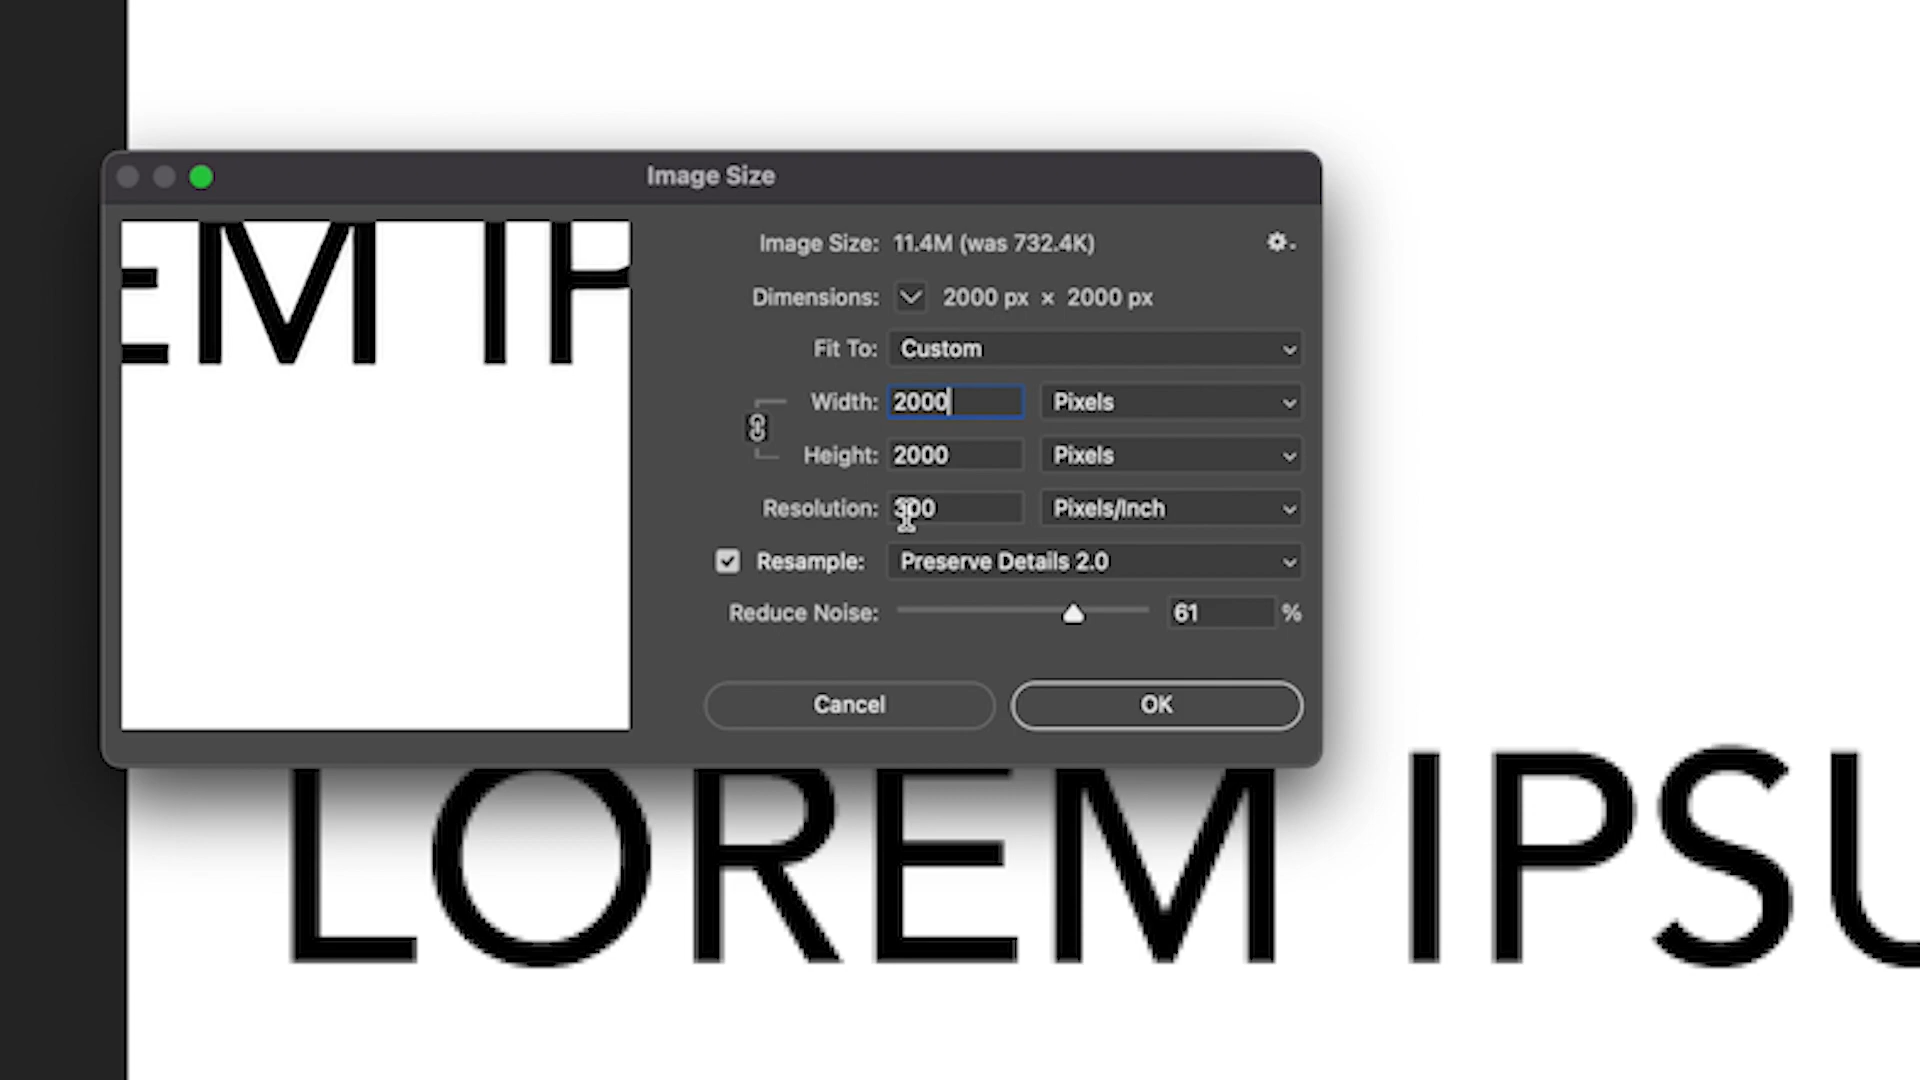 Image Size
EM IP
Image Size: 11.4M (was 732.4K)
Dimensions: 2000 px × 2000 px
Fit To: Custom
Width: 2000 Pixels
Height: 2000 Pixels
Resolution: 300 Pixels/Inch
Resample: Preserve Details 2.0
Reduce Noise: 61 %
Cancel OK
LOREM IPSU